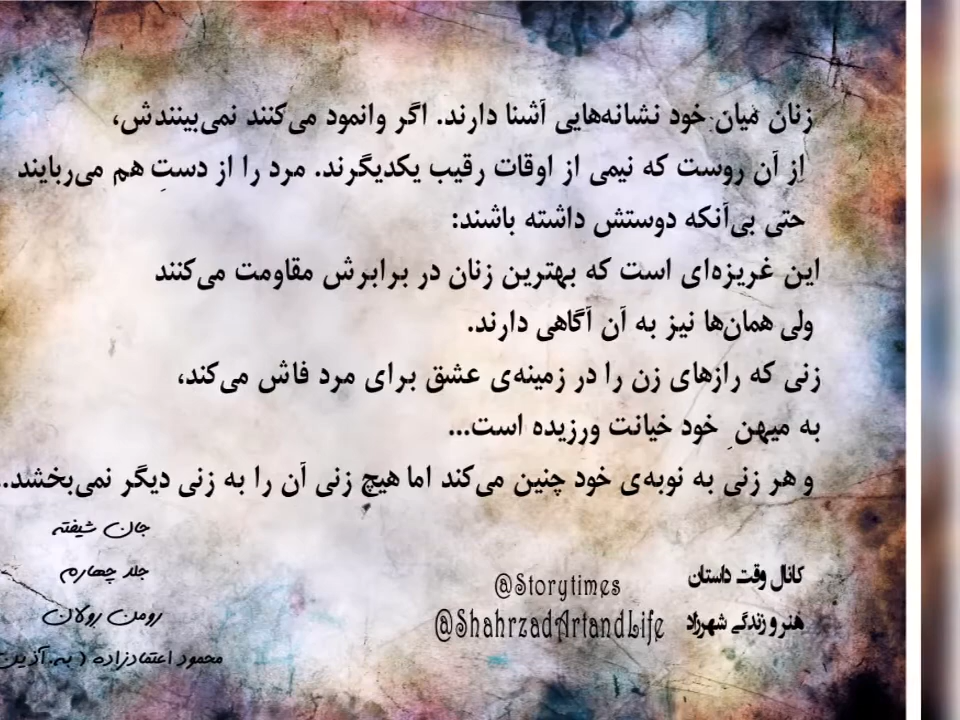 زنان میان خود نشانه‌هایی آشنا دارند. اگر وانمود می‌کنند نمی‌بینندش،
از آن روست که نیمی از اوقات رقیب یکدیگرند. مرد را از دستِ هم می‌ربایند
حتی بی‌آنکه دوستش داشته باشند:
این غریزه‌ای است که بهترین زنان در برابرش مقاومت می‌کنند
ولی همان‌ها نیز به آن آگاهی دارند.
زنی که رازهای زن را در زمینه‌ی عشق برای مرد فاش می‌کند،
به میهنِ خود خیانت ورزیده است...
و هر زنی به نوبه‌ی خود چنین می‌کند اما هیچ زنی آن را به زنی دیگر نمی‌بخشد..
جان شیفته
جلد چهارم
رومن رولان
محمود اعتمادزاده ( به.آذین
کانال وقت داستان @Storytimes
هنر و زندگی شهرزاد @ShahrzadArtandLife